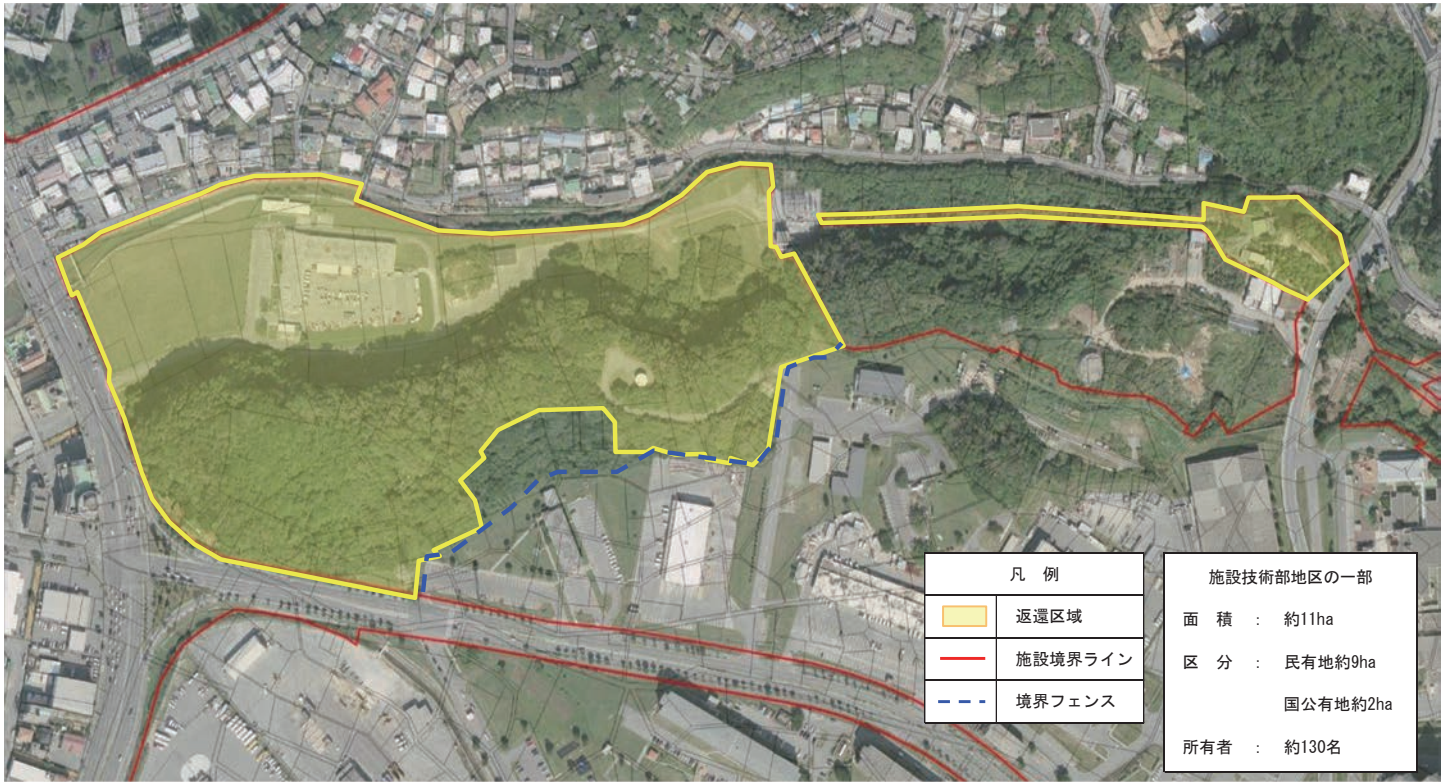 凡 例
返還区域
施設境界ライン
境界フェンス
施設技術部地区の一部
面 積 : 約11ha
区 分 : 民有地約9ha
国公有地約2ha
所有者 : 約130名